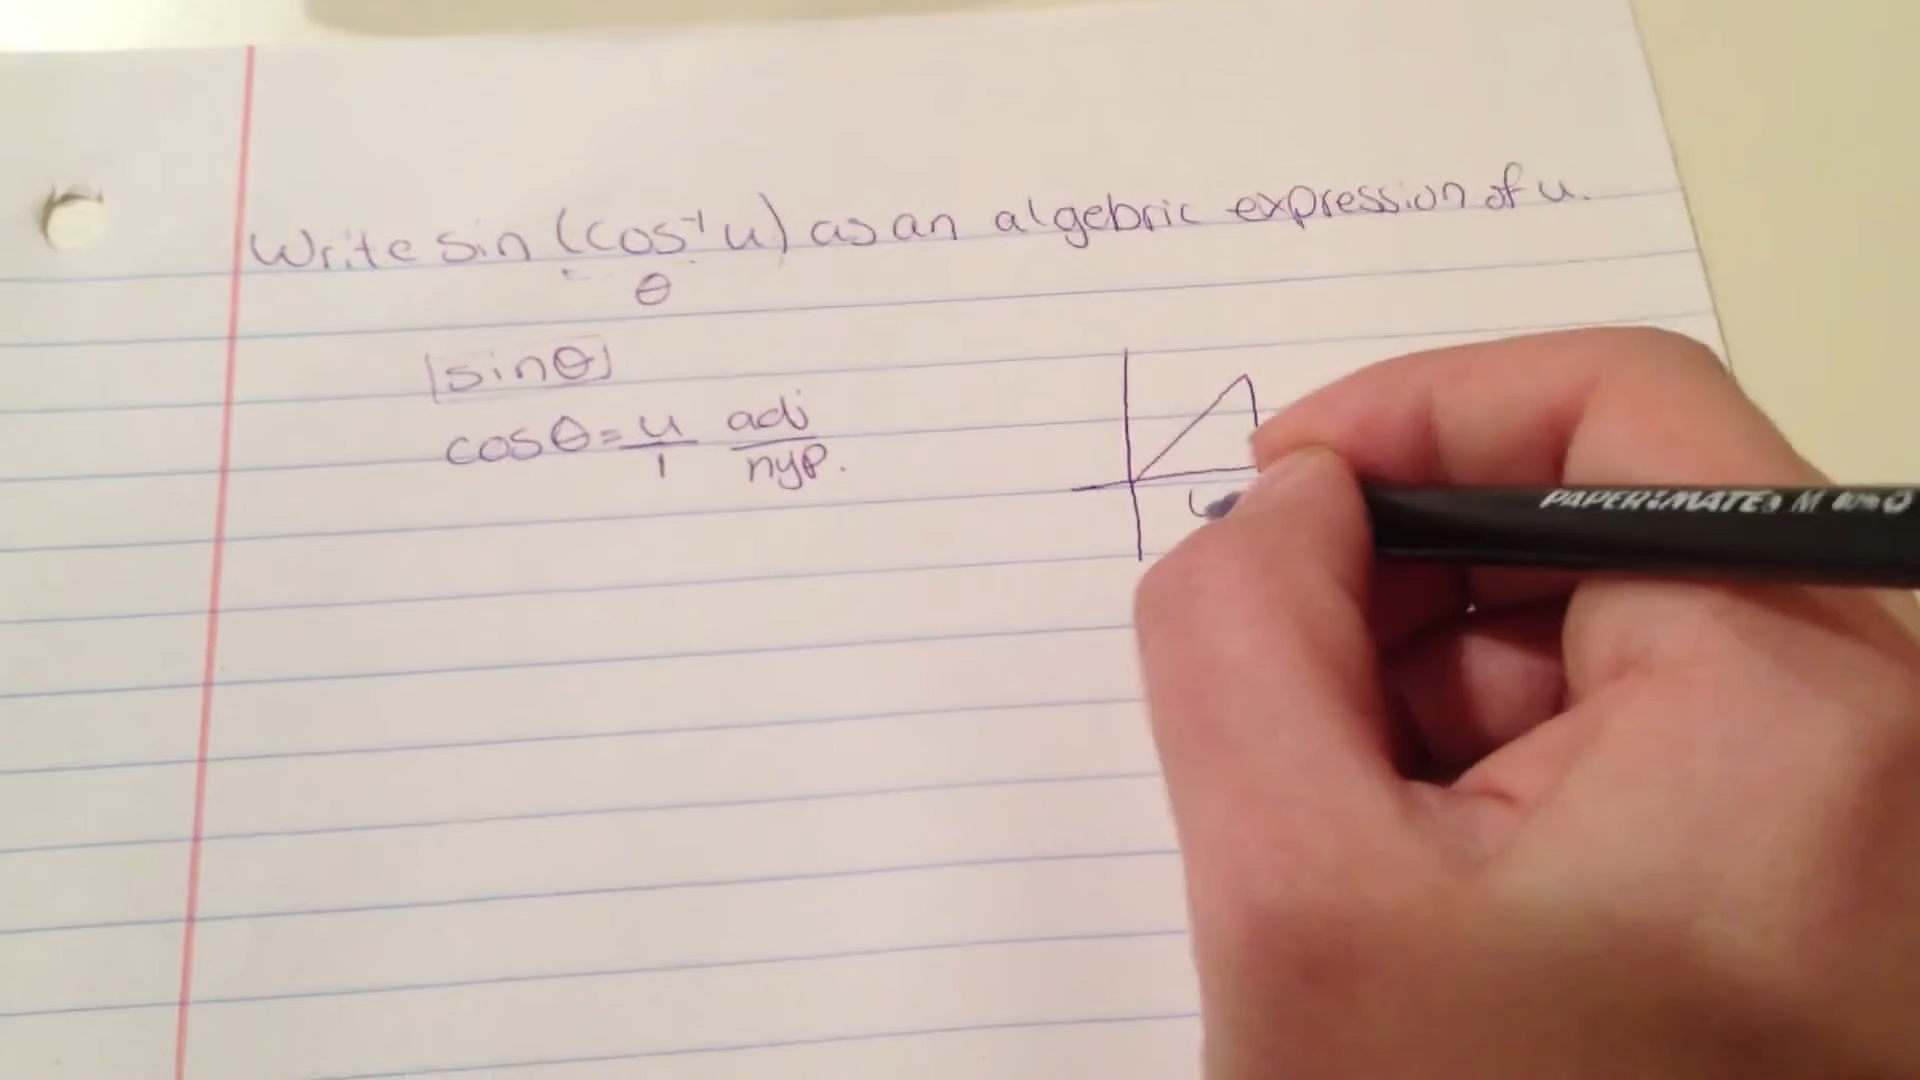 Write sin (cos⁻¹ u) as an algebric expression of u.
θ
|sinθ|
cosθ = u/1 adj/hyp.
u
PAPER:MATE M